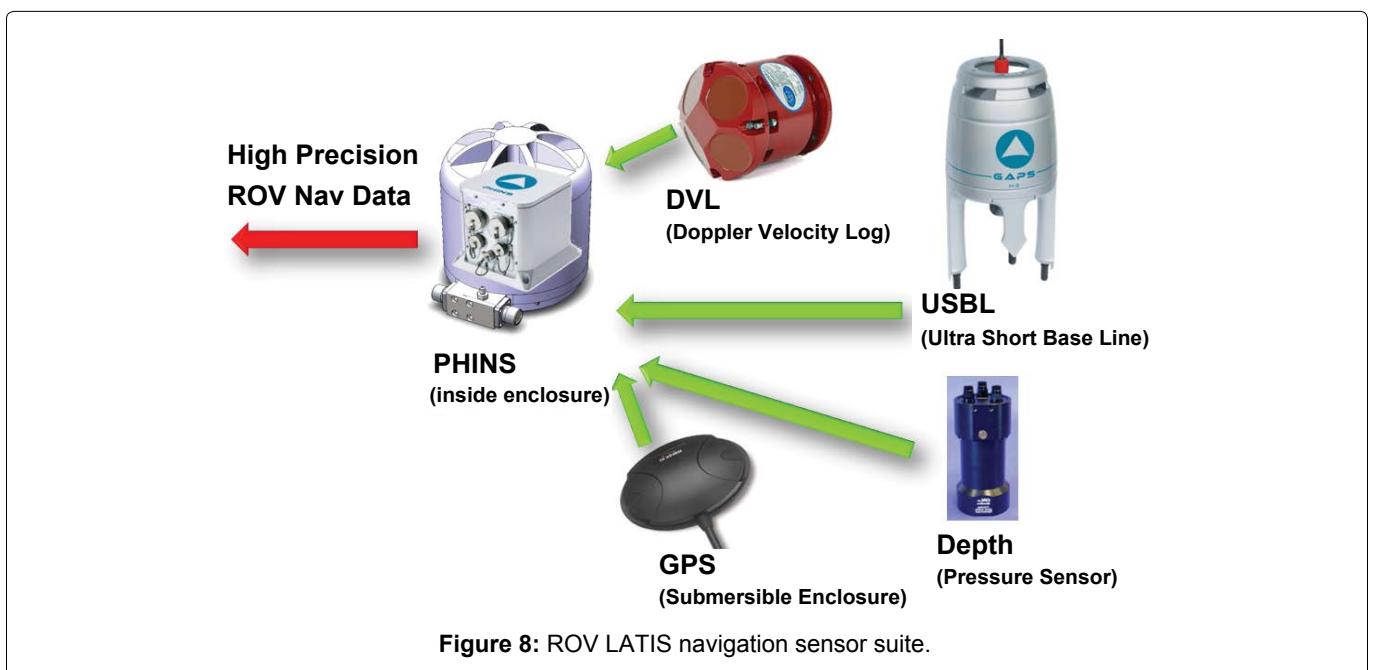 High Precision
ROV Nav Data
PHINS
DVL
(Doppler Velocity Log)
GAPS
USBL
(Ultra Short Base Line)
PHINS
(inside enclosure)
GPS
(Submersible Enclosure)
Depth
(Pressure Sensor)
Figure 8: ROV LATIS navigation sensor suite.